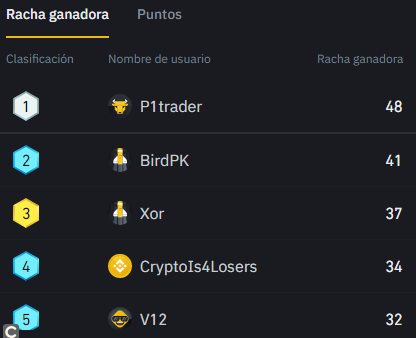 Racha ganadora Puntos
Clasificación Nombre de usuario Racha ganadora
1 P1trader 48
2 BirdPK 41
3 Xor 37
4 CryptoIs4Losers 34
5 V12 32